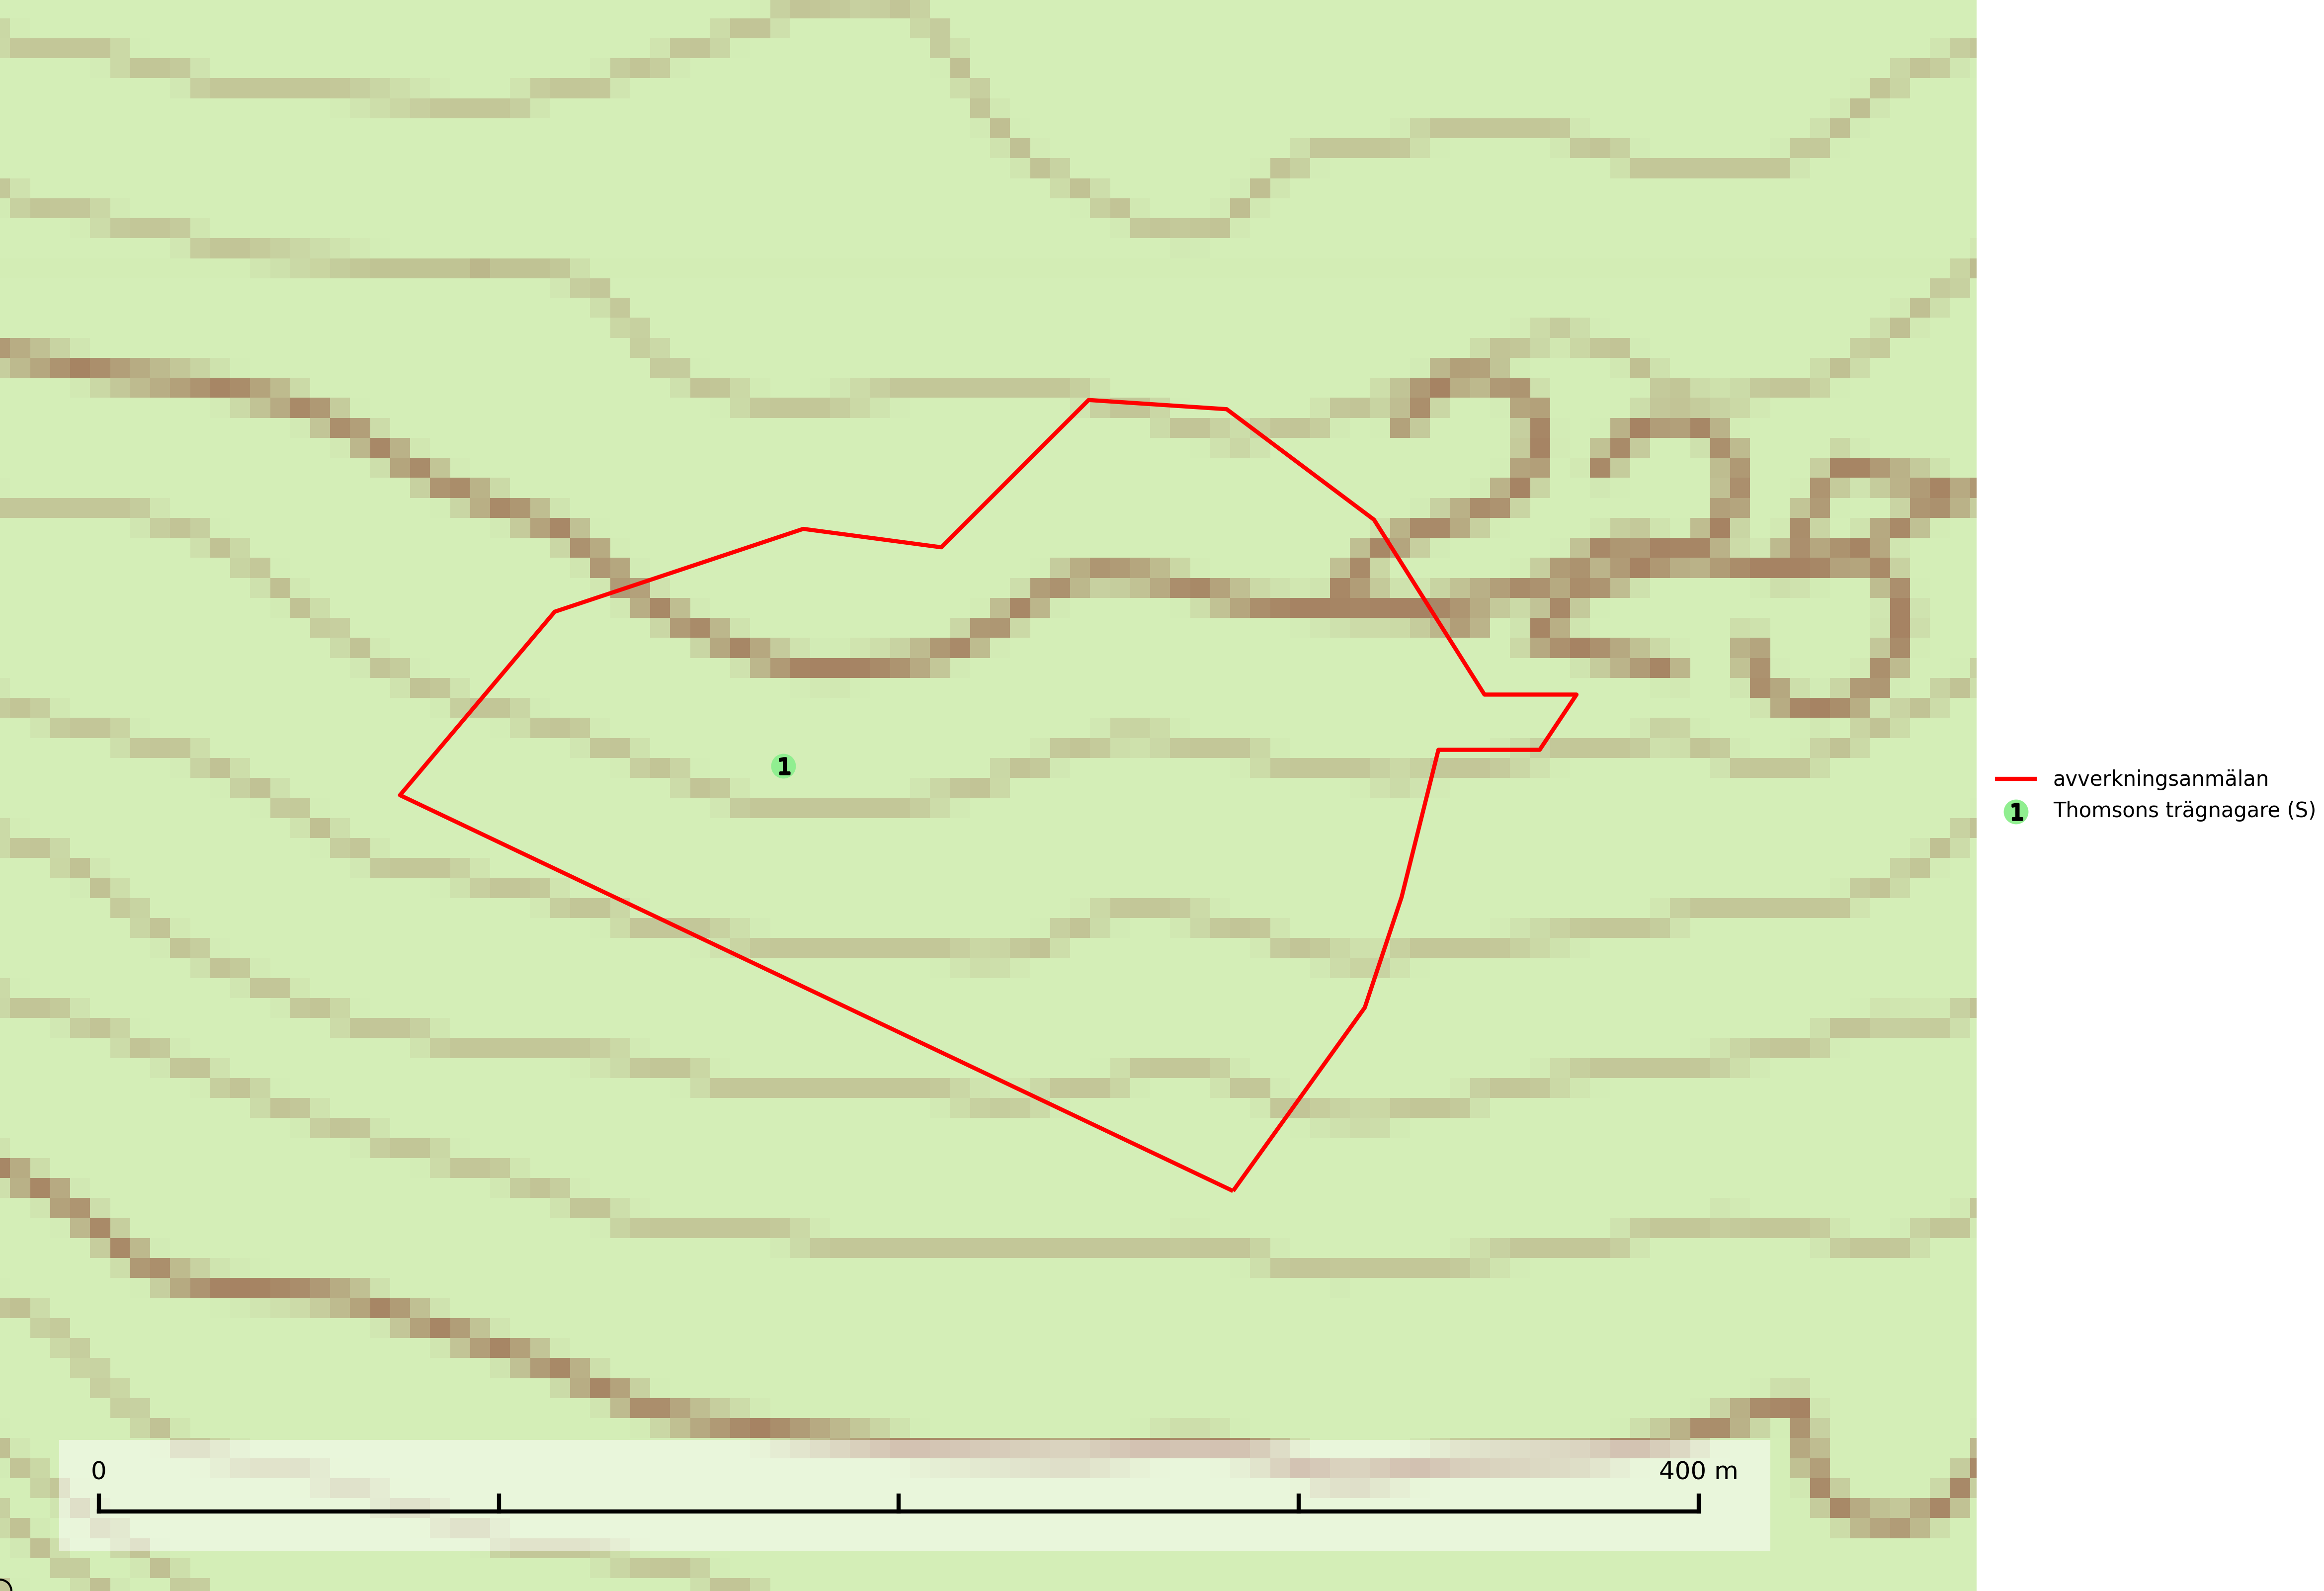 1
avverkningsanmälan
1 Thomsons trägnagare (S)
0 400 m